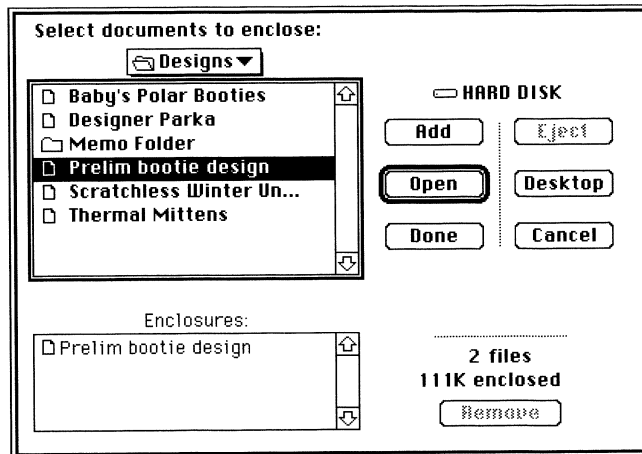 Select documents to enclose:
Designs
Baby's Polar Booties
Designer Parka
Memo Folder
Prelim bootie design
Scratchless Winter Un...
Thermal Mittens
HARD DISK
Add
Eject
Open
Desktop
Done
Cancel
Enclosures:
Prelim bootie design
2 files
111K enclosed
Remove